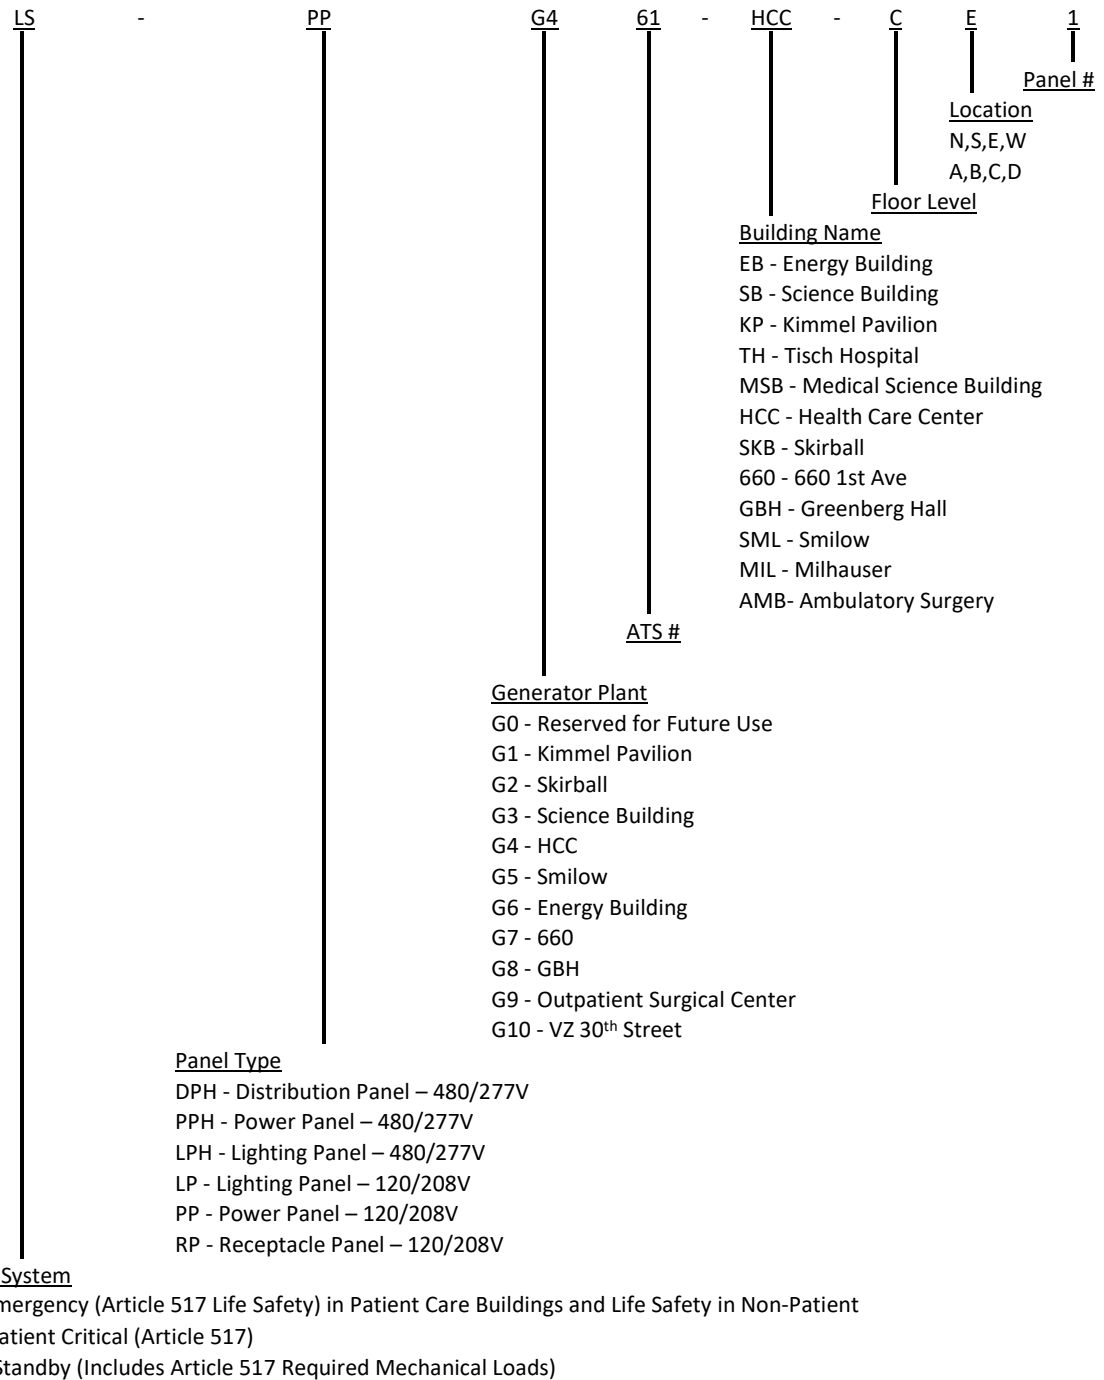 LS - PP G4 61 - HCC - C E 1
Panel #
Location
N,S,E,W
A,B,C,D
Floor Level
Building Name
EB - Energy Building
SB - Science Building
KP - Kimmel Pavilion
TH - Tisch Hospital
MSB - Medical Science Building
HCC - Health Care Center
SKB - Skirball
660 - 660 1st Ave
GBH - Greenberg Hall
SML - Smilow
MIL - Milhauser
AMB- Ambulatory Surgery
ATS #
Generator Plant
G0 - Reserved for Future Use
G1 - Kimmel Pavilion
G2 - Skirball
G3 - Science Building
G4 - HCC
G5 - Smilow
G6 - Energy Building
G7 - 660
G8 - GBH
G9 - Outpatient Surgical Center
G10 - VZ 30th Street
Panel Type
DPH - Distribution Panel – 480/277V
PPH - Power Panel – 480/277V
LPH - Lighting Panel – 480/277V
LP - Lighting Panel – 120/208V
PP - Power Panel – 120/208V
RP - Receptacle Panel – 120/208V
System
(Article 517 Life Safety) in Patient Care Buildings and Life Safety in Non-Patient
Critical (Article 517)
Standby (Includes Article 517 Required Mechanical Loads)